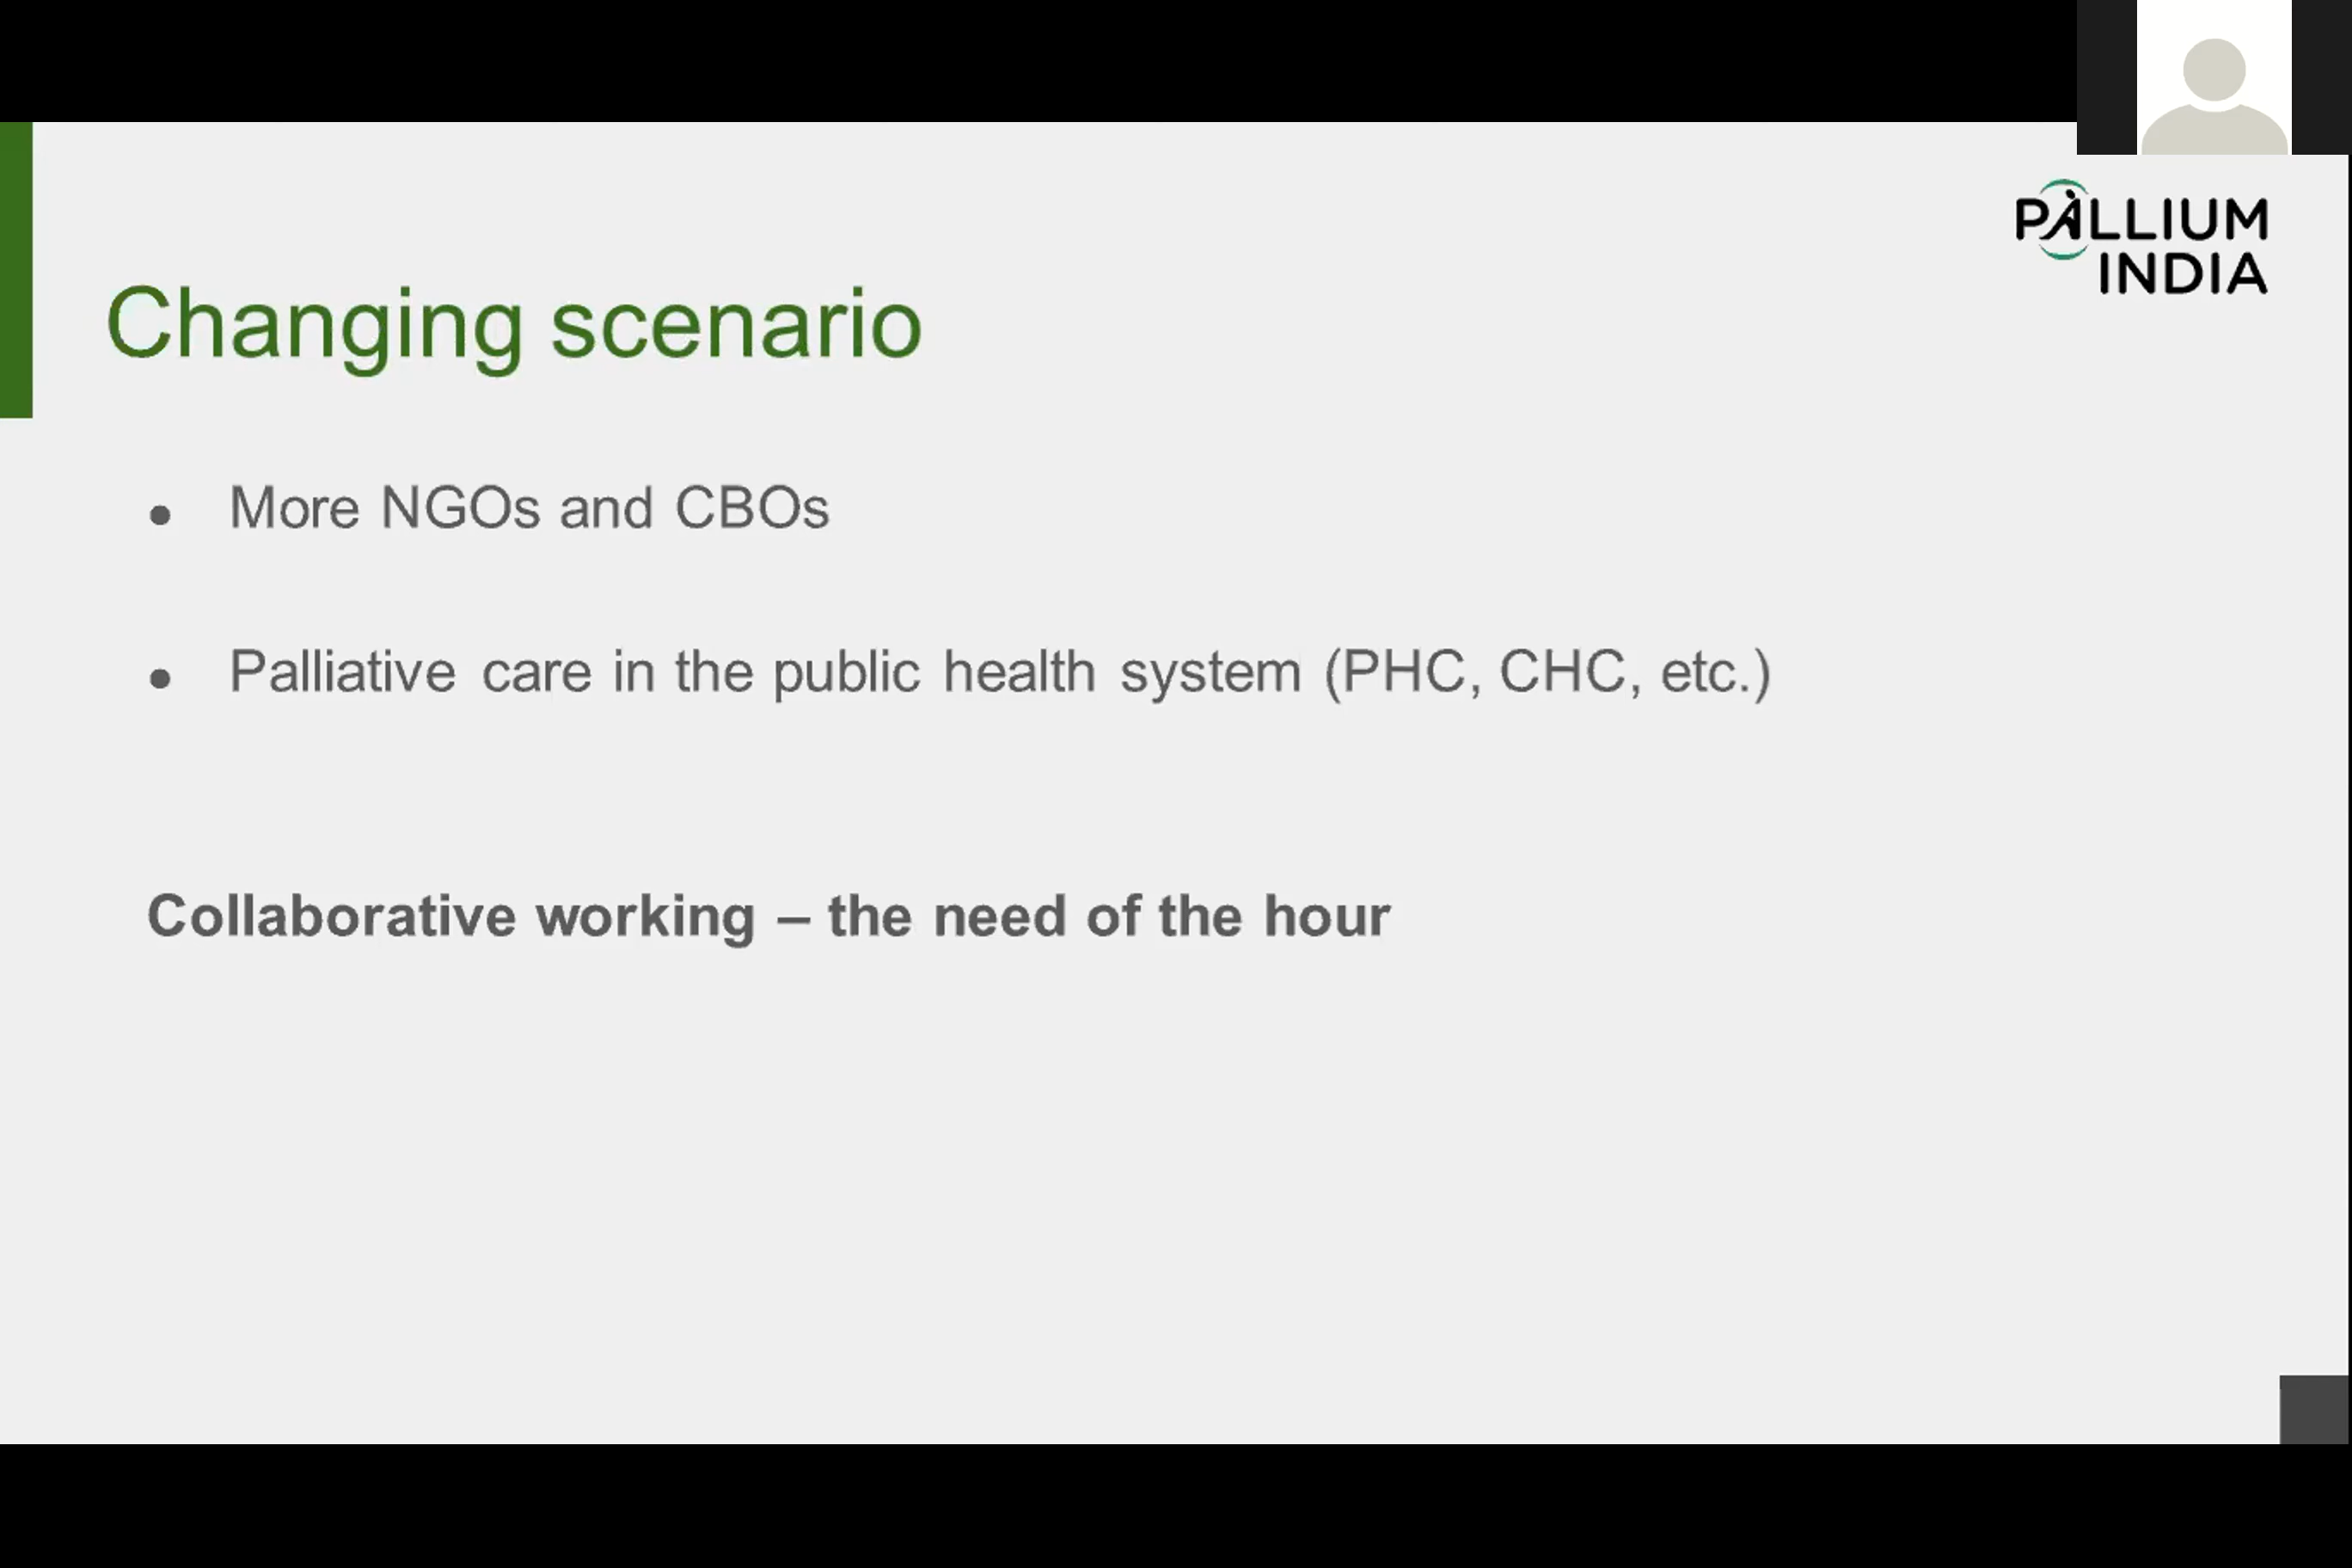 PALLIUM
INDIA
Changing scenario
• More NGOs and CBOs
• Palliative care in the public health system (PHC, CHC, etc.)
Collaborative working – the need of the hour